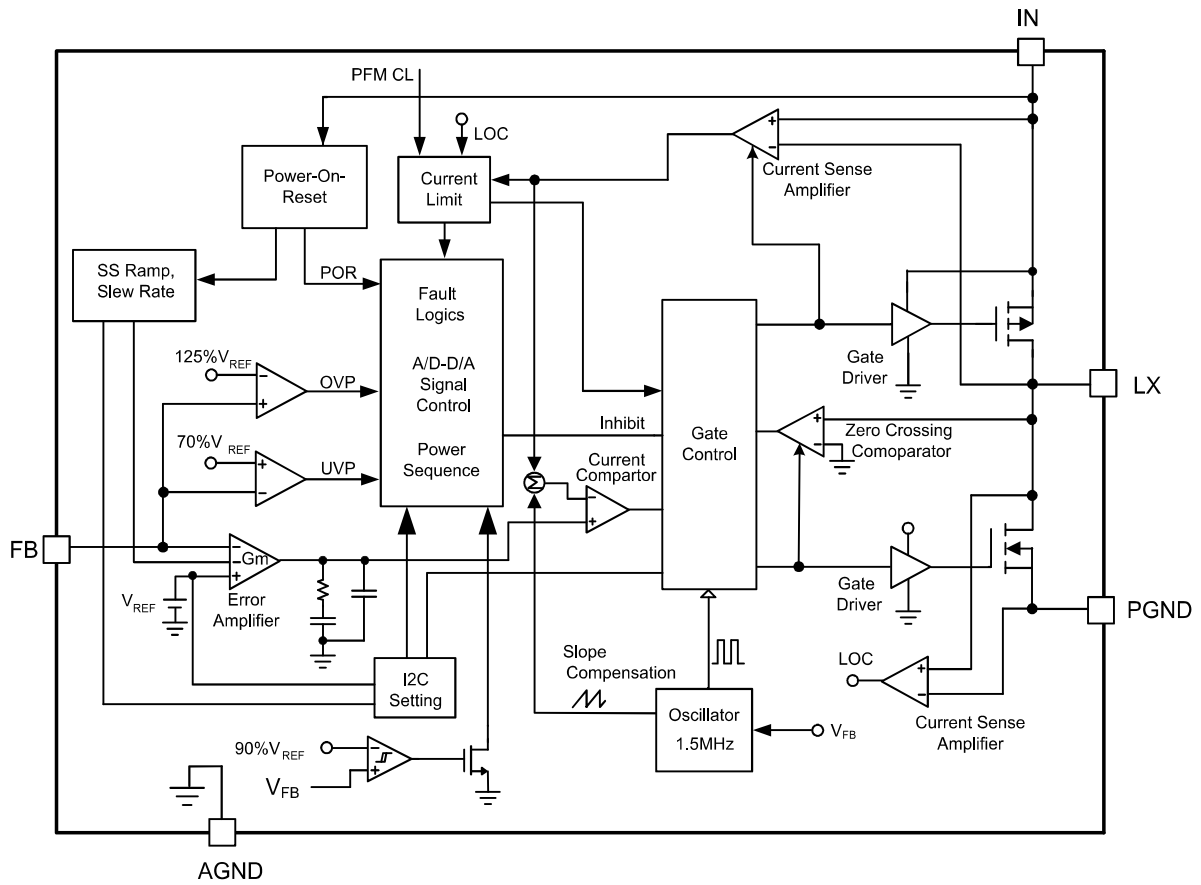 IN
PFM CL
LOC
Power-On-
Reset
Current
Limit
Current Sense
Amplifier
+
−
SS Ramp,
Slew Rate
POR
Fault
Logics
A/D-D/A
Signal
Control
Power
Sequence
125%VREF
−
+
OVP
70%V REF
+
−
UVP
Gate
Driver
LX
Inhibit
Gate
Control
+
−
Zero Crossing
Comoparator
Current
Compartor
Σ
−
+
FB
−
−
+
Gm
VREF
Error
Amplifier
Gate
Driver
PGND
I2C
Setting
Slope
Compensation
LOC
+
−
Current Sense
Amplifier
Oscillator
1.5MHz
VFB
90%VREF
−
+
VFB
AGND